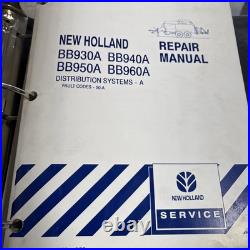 NEW HOLLAND
REPAIR
MANUAL
BB930A BB940A
BB950A BB960A
DISTRIBUTION SYSTEMS - A
FAULT CODES - 50 A
NEW HOLLAND
SERVICE